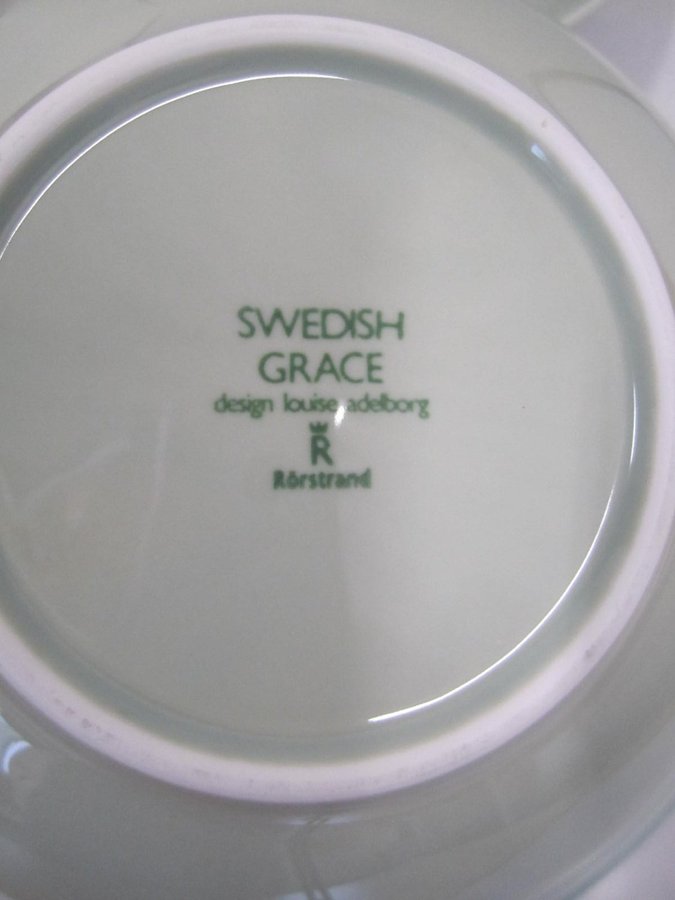 SWEDISH
GRACE
design louise adelborg
R
Rörstrand